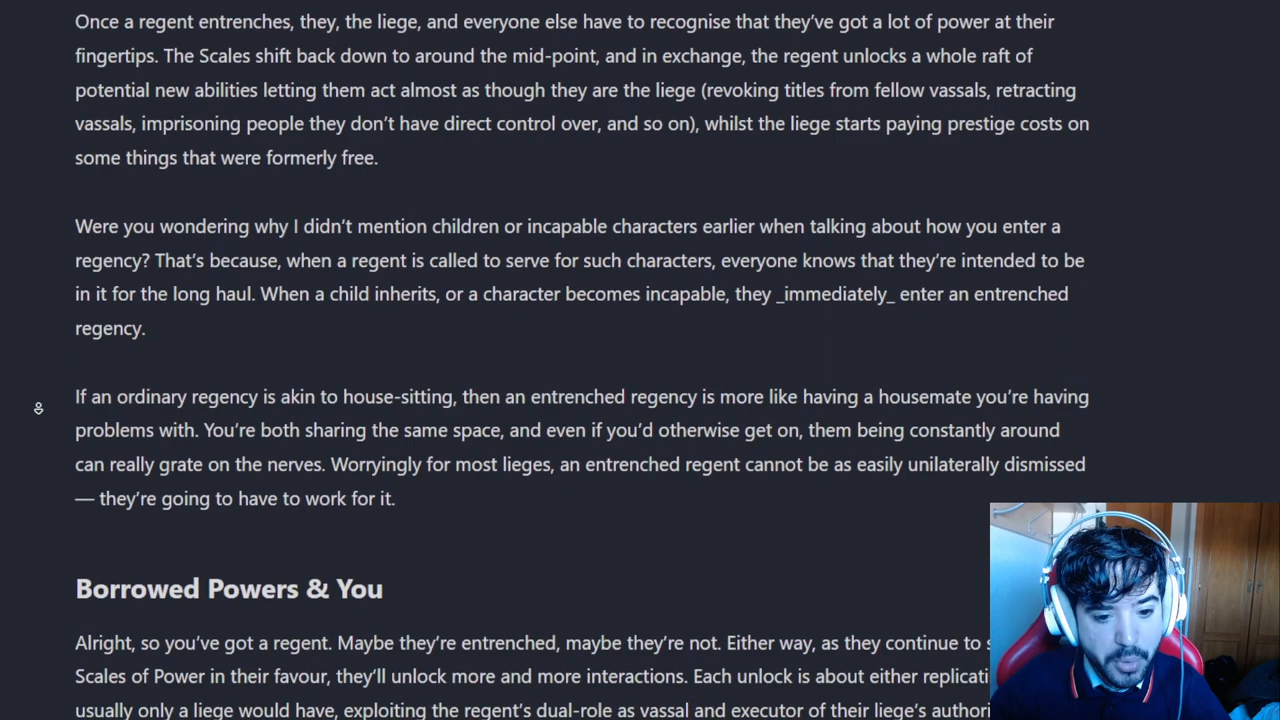 Once a regent entrenches, they, the liege, and everyone else have to recognise that they've got a lot of power at their
fingertips. The Scales shift back down to around the mid-point, and in exchange, the regent unlocks a whole raft of
potential new abilities letting them act almost as though they are the liege (revoking titles from fellow vassals, retracting
vassals, imprisoning people they don't have direct control over, and so on), whilst the liege starts paying prestige costs on
some things that were formerly free.
Were you wondering why I didn't mention children or incapable characters earlier when talking about how you enter a
regency? That's because, when a regent is called to serve for such characters, everyone knows that they're intended to be
in it for the long haul. When a child inherits, or a character becomes incapable, they _immediately_ enter an entrenched
regency.
If an ordinary regency is akin to house-sitting, then an entrenched regency is more like having a housemate you're having
problems with. You're both sharing the same space, and even if you'd otherwise get on, them being constantly around
can really grate on the nerves. Worryingly for most lieges, an entrenched regent cannot be as easily unilaterally dismissed
— they're going to have to work for it.
Borrowed Powers & You
Alright, so you've got a regent. Maybe they're entrenched, maybe they're not. Either way, as they continue to
Scales of Power in their favour, they'll unlock more and more interactions. Each unlock is about either
usually only a liege would have, exploiting the regent's dual-role as vassal and executor of their liege's